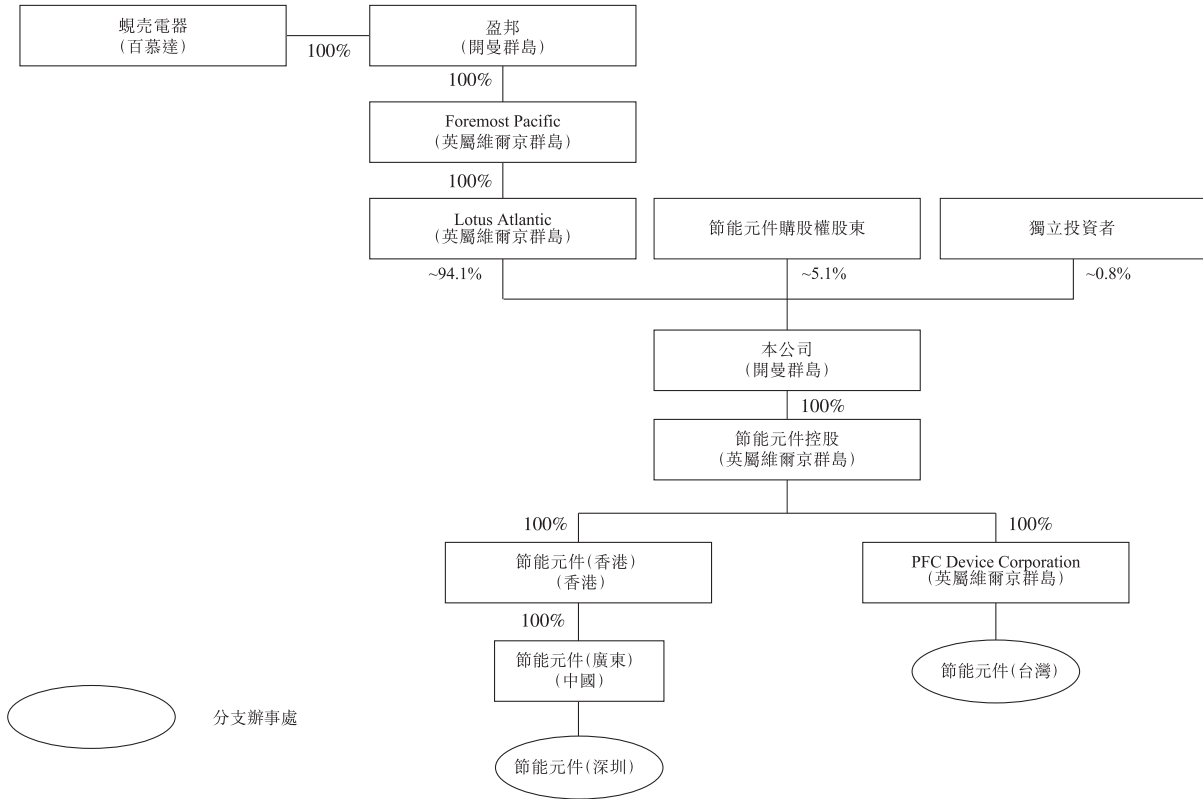 蜆壳電器
(百慕達)
100%
盈邦
(開曼群島)
100%
Foremost Pacific
(英屬維爾京群島)
100%
Lotus Atlantic
(英屬維爾京群島)
節能元件購股權股東
獨立投資者
~94.1%
~5.1%
~0.8%
本公司
(開曼群島)
100%
節能元件控股
(英屬維爾京群島)
100%
100%
節能元件(香港)
(香港)
PFC Device Corporation
(英屬維爾京群島)
100%
節能元件(廣東)
(中國)
節能元件(台灣)
分支辦事處
節能元件(深圳)